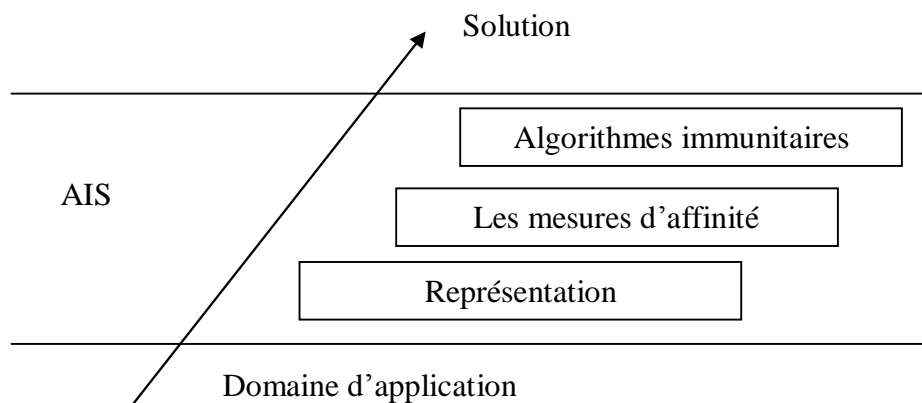 Solution
Algorithmes immunitaires
AIS
Les mesures d’affinité
Représentation
Domaine d’application